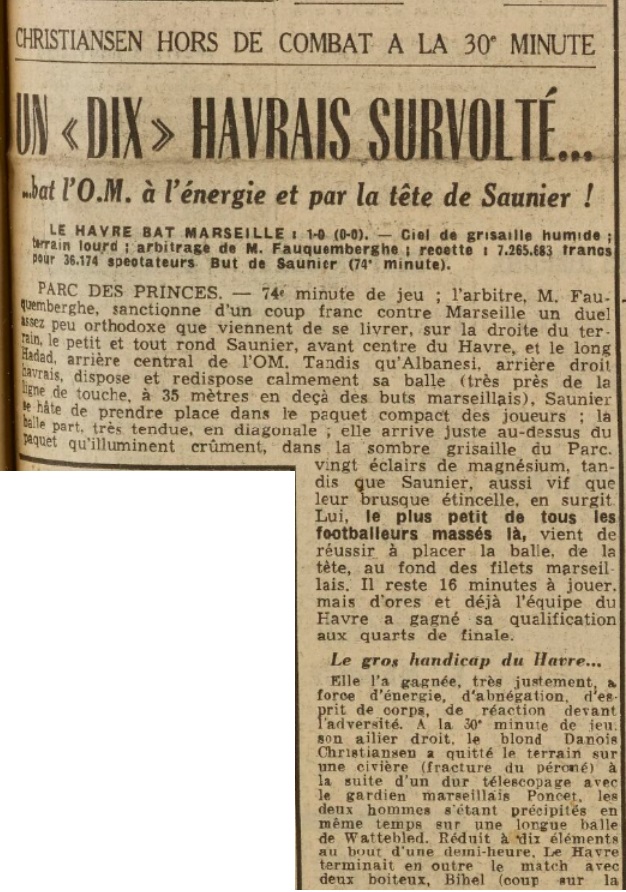 CHRISTIANSEN HORS DE COMBAT A LA 30e MINUTE
UN « DIX » HAVRAIS SURVOLTÉ...
...bat l'O.M. à l'énergie et par la tête de Saunier !
LE HAVRE BAT MARSEILLE : 1-0 (0-0). — Ciel de grisaille humide ;
terrain lourd ; arbitrage de M. Fauquemberghe ; recette : 7.265.683 francs
pour 36.174 spectateurs But de Saunier (74e minute).
PARC DES PRINCES. — 74e minute de jeu ; l'arbitre, M. Fau-
quemberghe, sanctionne d'un coup franc contre Marseille un duel
assez peu orthodoxe que viennent de se livrer, sur la droite du ter-
rain, le petit et tout rond Saunier, avant centre du Havre, et le long
Hadad, arrière central de l'OM. Tandis qu'Albanesi, arrière droit
havrais, dispose et redispose calmement sa balle (très près de la
ligne de touche, à 35 mètres en deçà des buts marseillais), Saunier
se hâte de prendre place dans le paquet compact des joueurs ; la
balle part, très tendue, en diagonale ; elle arrive juste au-dessus du
paquet qu'illuminent crûment, dans la sombre grisaille du Parc.
vingt éclairs de magnésium, tan-
dis que Saunier, aussi vif que
leur brusque étincelle, en surgit
Lui, le plus petit de tous les
footballeurs massés là, vient de
réussir à placer la balle, de la
tête, au fond des filets marseil-
lais. Il reste 16 minutes à jouer,
mais d'ores et déjà l'équipe du
Havre a gagné sa qualification
aux quarts de finale.
Le gros handicap du Havre...
Elle l'a gagnée, très justement, a
force d'énergie, d'abnégation, d'es-
prit de corps, de réaction devant
l'adversité. A la 30e minute de jeu,
son ailier droit, le blond Danois
Christiansen a quitté le terrain sur
une civière (fracture du péroné) à
la suite d'un dur télescopage avec
le gardien marseillais Poncet, les
deux hommes s'étant précipités en
même temps sur une longue balle
de Wattebled. Réduit à dix éléments
au bout d'une demi-heure, Le Havre
terminait en outre le match avec
deux boiteux, Bihel (coup sur la